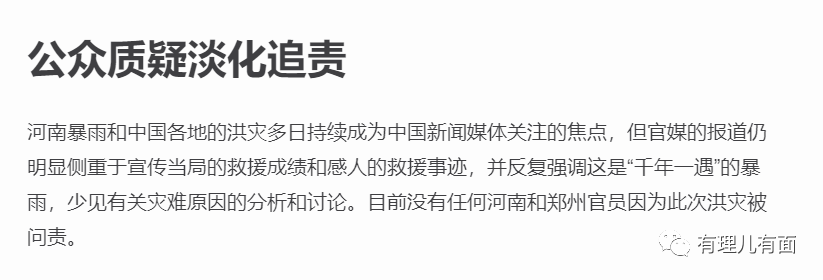 公众质疑淡化追责
河南暴雨和中国各地的洪灾多日持续成为中国新闻媒体关注的焦点，但官媒的报道仍
明显侧重于宣传当局的救援成绩和感人的救援事迹，并反复强调这是“千年一遇”的暴
雨，少见有关灾难原因的分析和讨论。目前没有任何河南和郑州官员因为此次洪灾被
问责。
有理儿有面